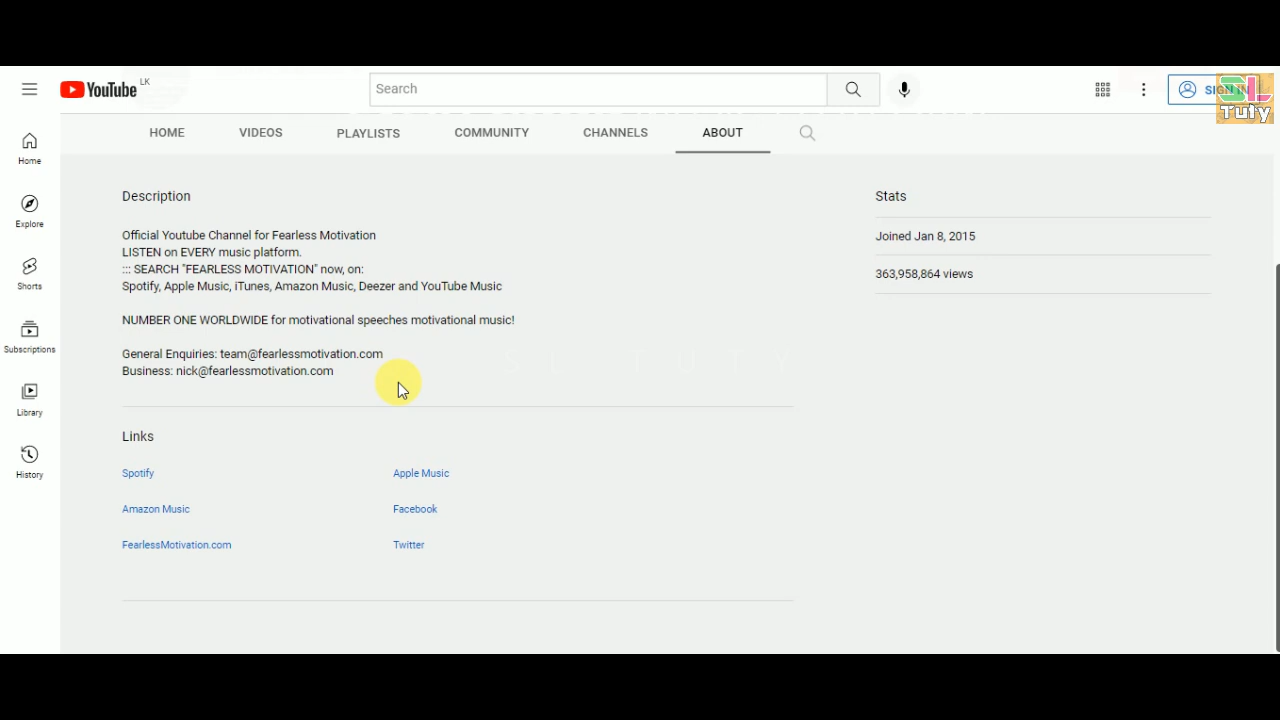 YouTube LK
Search
SIGN IN
SL
Tuty
HOME
VIDEOS
PLAYLISTS
COMMUNITY
CHANNELS
ABOUT
Home
Explore
Shorts
Subscriptions
Library
History
Description
Official Youtube Channel for Fearless Motivation
LISTEN on EVERY music platform.
::: SEARCH "FEARLESS MOTIVATION" now, on:
Spotify, Apple Music, iTunes, Amazon Music, Deezer and YouTube Music
NUMBER ONE WORLDWIDE for motivational speeches motivational music!
General Enquiries: team@fearlessmotivation.com
Business: nick@fearlessmotivation.com
SL TUTY
Links
Spotify
Apple Music
Amazon Music
Facebook
FearlessMotivation.com
Twitter
Stats
Joined Jan 8, 2015
363,958,864 views